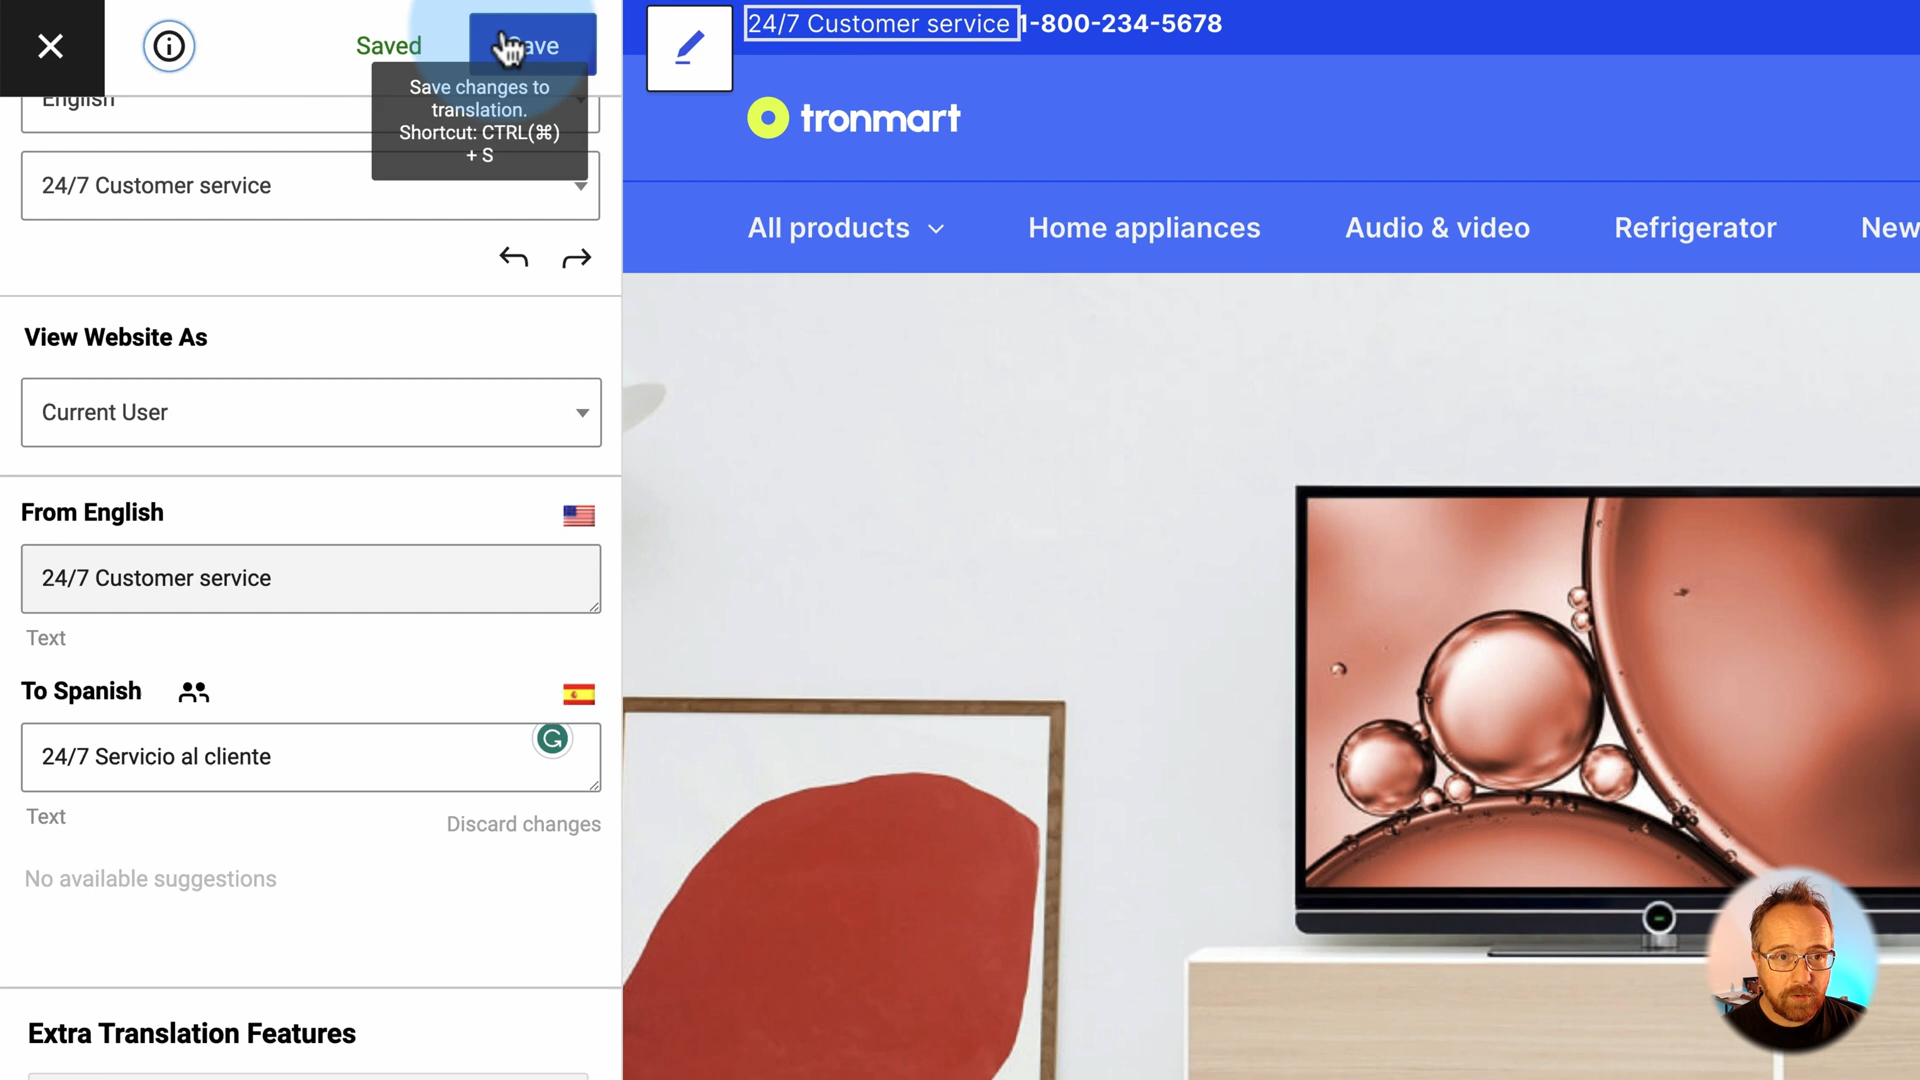 Saved
Save
Save changes to
translation.
Shortcut: CTRL(⌘)
+ S
English
24/7 Customer service
View Website As
Current User
From English
24/7 Customer service
Text
To Spanish
24/7 Servicio al cliente
Text
Discard changes
No available suggestions
Extra Translation Features
24/7 Customer service 1-800-234-5678
tronmart
All products
Home appliances
Audio & video
Refrigerator
New